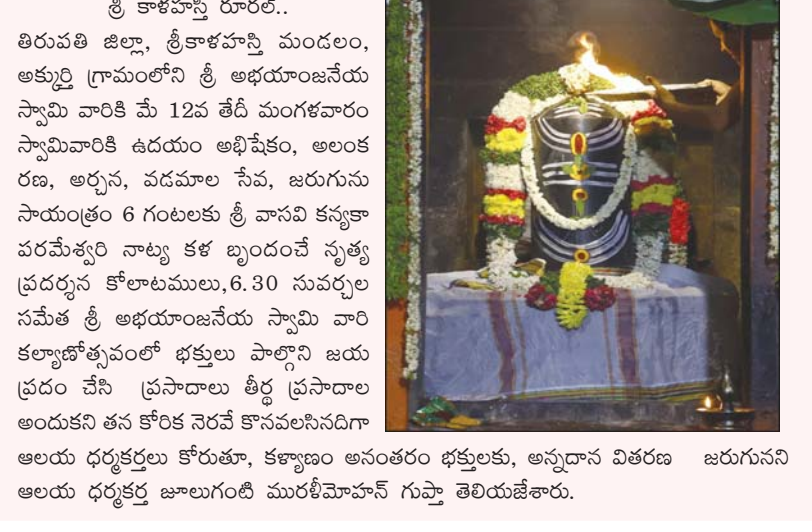 శ్రీ కాళహస్తి రూరల్..
తిరుపతి జిల్లా, శ్రీకాళహస్తి మండలం,
అక్కుర్తి గ్రామంలోని శ్రీ అభయాంజనేయ
స్వామి వారికి మే 12వ తేదీ మంగళవారం
స్వామివారికి ఉదయం అభిషేకం, అలంక
రణ, అర్చన, వడమాల సేవ, జరుగును
సాయంత్రం 6 గంటలకు శ్రీ వాసవి కన్యకా
పరమేశ్వరి నాట్య కళ బృందంచే నృత్య
ప్రదర్శన కోలాటములు,6.30 సువర్చల
సమేత శ్రీ అభయాంజనేయ స్వామి వారి
కల్యాణోత్సవంలో భక్తులు పాల్గొని జయ
ప్రదం చేసి ప్రసాదాలు తీర్థ ప్రసాదాల
అందుకని తన కోరిక నెరవే కొనవలసినదిగా
ఆలయ ధర్మకర్తలు కోరుతూ, కళ్యాణం అనంతరం భక్తులకు, అన్నదాన వితరణ జరుగునని
ఆలయ ధర్మకర్త జూలుగంటి మురళీమోహన్ గుప్తా తెలియజేశారు.